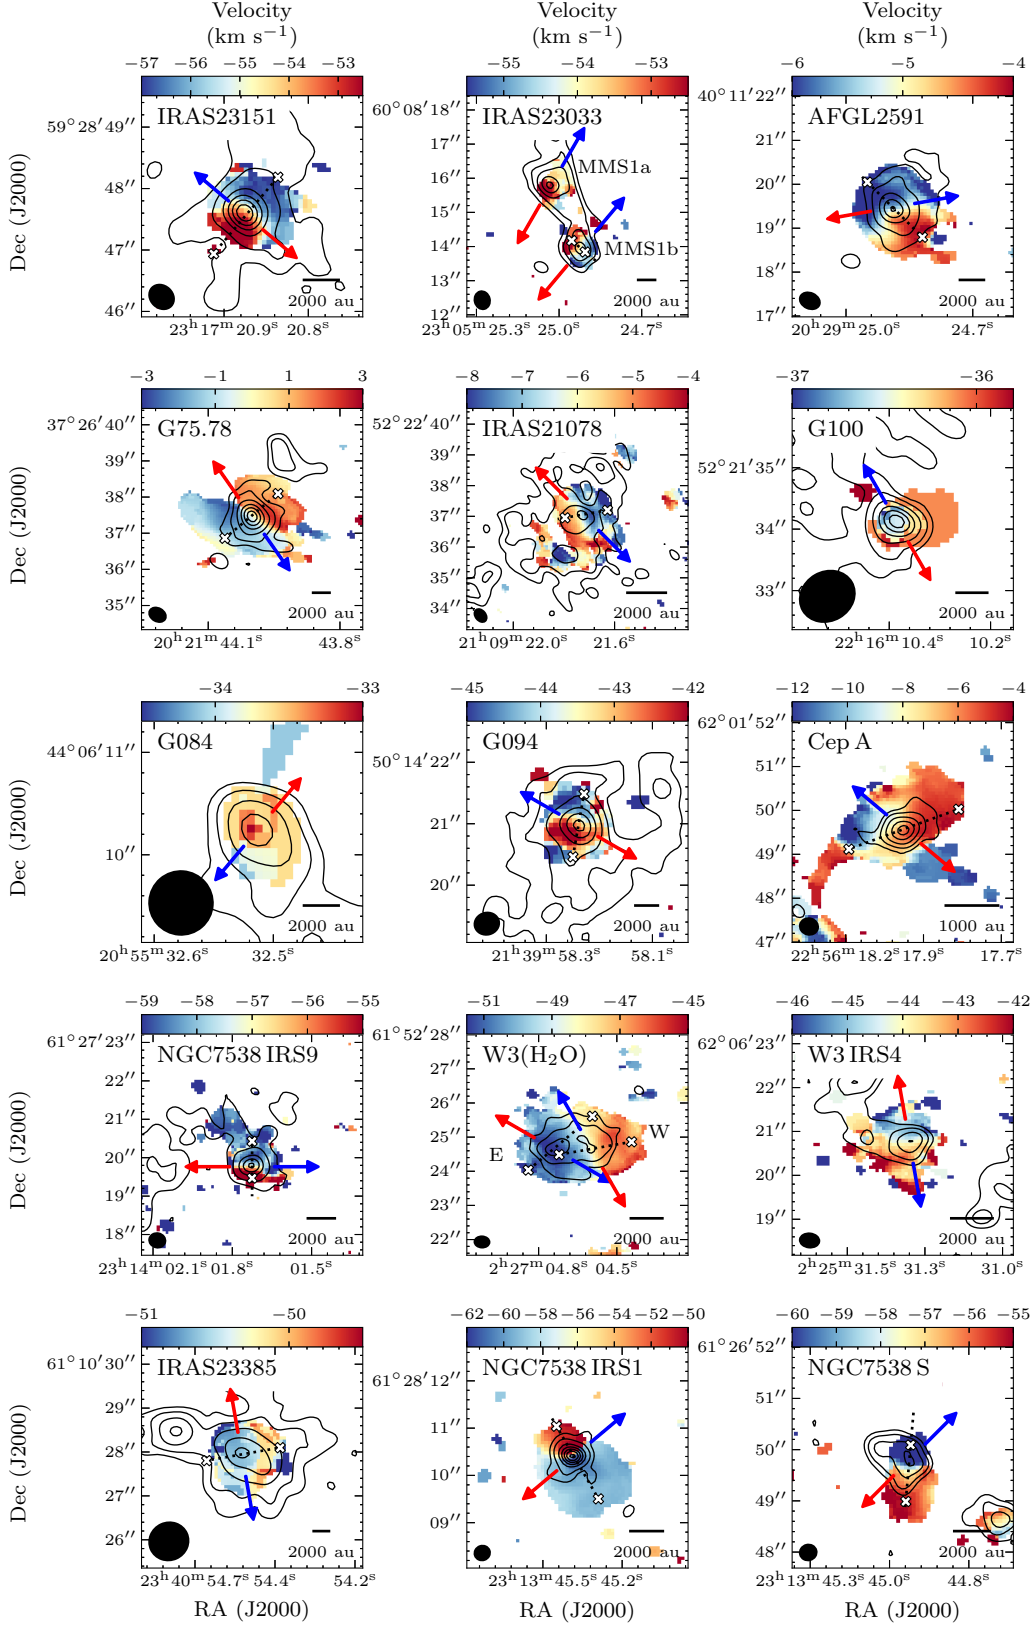 Velocity (km s⁻¹)
Velocity (km s⁻¹)
Velocity (km s⁻¹)
−57 −56 −55 −54 −53
−55 −54 −53
−6 −5 −4
IRAS23151
59°28′49″
48″
47″
46″
2000 au
23ʰ17ᵐ20.9ˢ 20.8ˢ
IRAS23033
MMS1a
MMS1b
60°08′18″
17″
16″
15″
14″
13″
12″
2000 au
23ʰ05ᵐ25.3ˢ 25.0ˢ 24.7ˢ
AFGL2591
40°11′22″
21″
20″
19″
18″
17″
2000 au
20ʰ29ᵐ25.0ˢ 24.7ˢ
Dec (J2000)
−3 −1 1 3
−8 −7 −6 −5 −4
−37 −36
G75.78
37°26′40″
39″
38″
37″
36″
35″
2000 au
20ʰ21ᵐ44.1ˢ 43.8ˢ
IRAS21078
52°22′40″
39″
38″
37″
36″
35″
34″
2000 au
21ʰ09ᵐ22.0ˢ 21.6ˢ
G100
52°21′35″
34″
33″
2000 au
22ʰ16ᵐ10.4ˢ 10.2ˢ
Dec (J2000)
−34 −33
−45 −44 −43 −42
−12 −10 −8 −6 −4
G084
44°06′11″
10″
2000 au
20ʰ55ᵐ32.6ˢ 32.5ˢ
G094
50°14′22″
21″
20″
2000 au
21ʰ39ᵐ58.3ˢ 58.1ˢ
Cep A
62°01′52″
51″
50″
49″
48″
47″
1000 au
22ʰ56ᵐ18.2ˢ 17.9ˢ 17.7ˢ
Dec (J2000)
−59 −58 −57 −56 −55
−51 −49 −47 −45
−46 −45 −44 −43 −42
NGC7538 IRS9
61°27′23″
22″
21″
20″
19″
18″
2000 au
23ʰ14ᵐ02.1ˢ 01.8ˢ 01.5ˢ
W3(H₂O)
E
W
61°52′28″
26″
25″
24″
22″
2000 au
2ʰ27ᵐ04.8ˢ 04.5ˢ
W3 IRS4
62°06′23″
22″
21″
20″
19″
2000 au
2ʰ25ᵐ31.5ˢ 31.3ˢ 31.0ˢ
Dec (J2000)
−51 −50
−62 −60 −58 −56 −54 −52 −50
−60 −59 −58 −57 −56 −55
IRAS23385
61°10′30″
29″
28″
27″
26″
2000 au
23ʰ40ᵐ54.7ˢ 54.4ˢ 54.2ˢ
NGC7538 IRS1
61°28′12″
11″
10″
09″
2000 au
23ʰ13ᵐ45.5ˢ 45.2ˢ
NGC7538 S
61°26′52″
51″
50″
49″
48″
2000 au
23ʰ13ᵐ45.3ˢ 45.0ˢ 44.8ˢ
Dec (J2000)
RA (J2000)
RA (J2000)
RA (J2000)